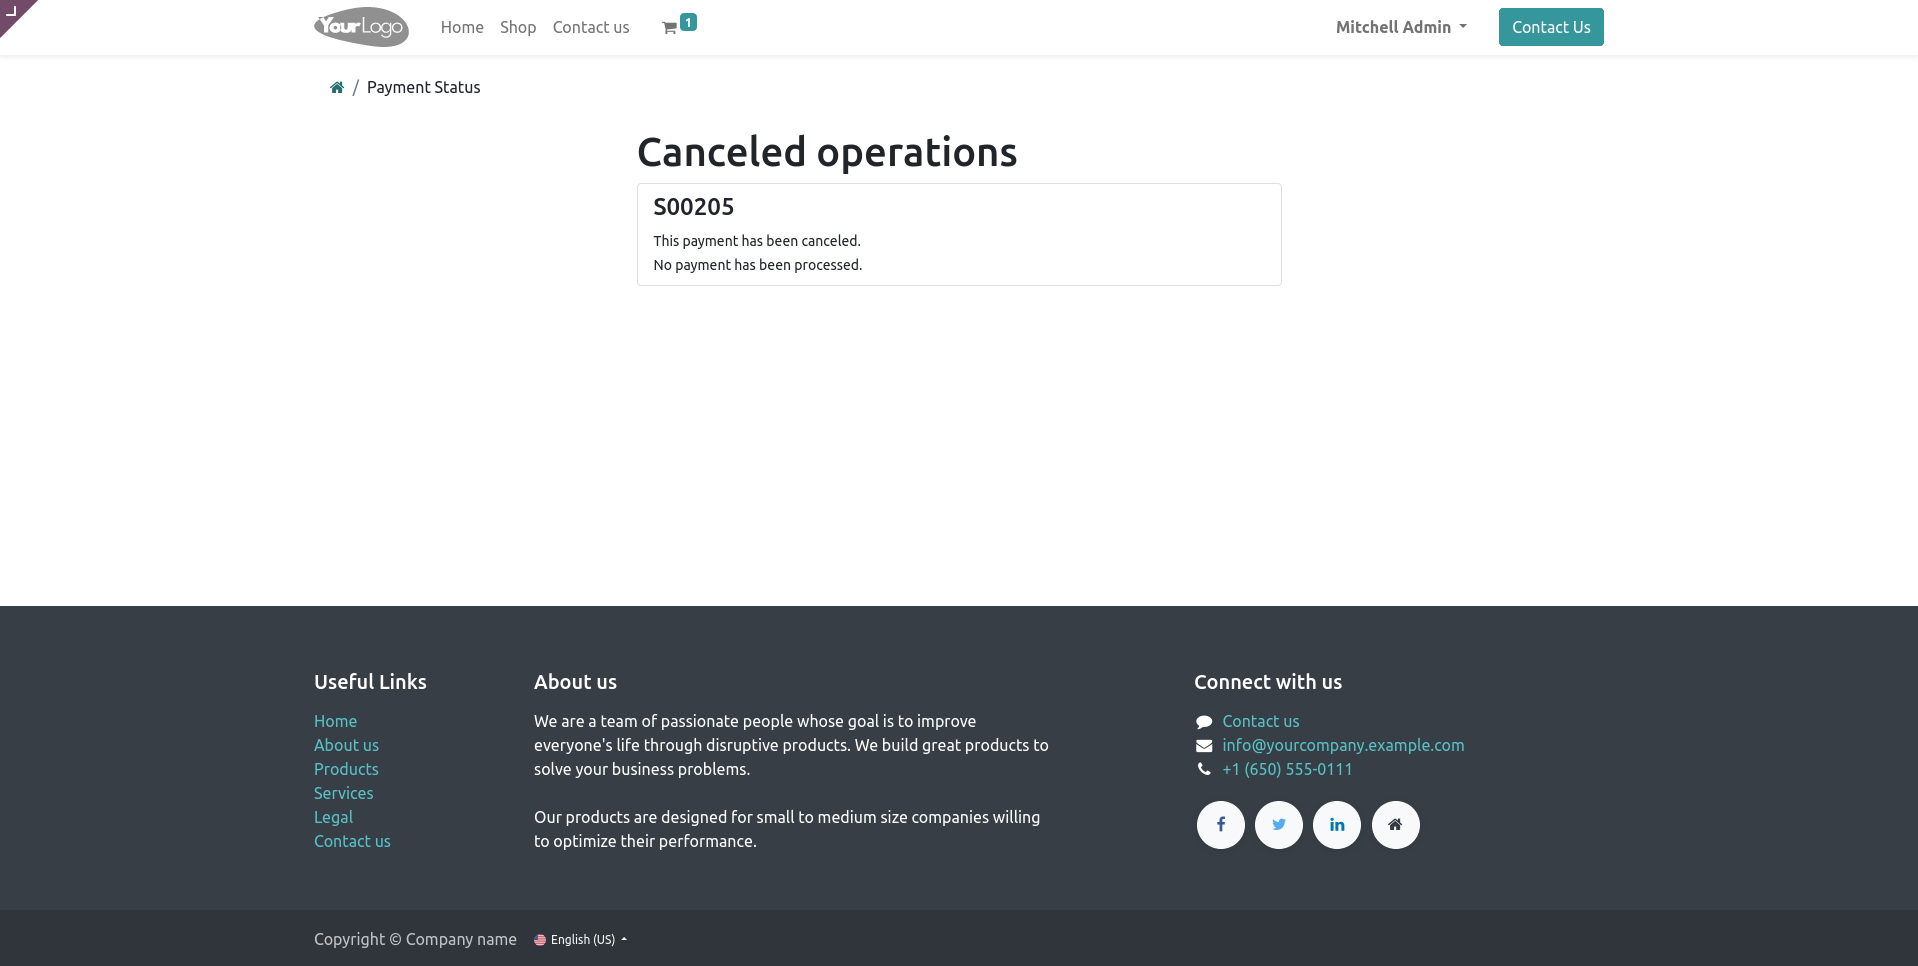 YourLogo
Home
Shop
Contact us
1
Mitchell Admin
Contact Us
/ Payment Status
Canceled operations
S00205
This payment has been canceled.
No payment has been processed.
Useful Links
Home
About us
Products
Services
Legal
Contact us
About us
We are a team of passionate people whose goal is to improve
everyone's life through disruptive products. We build great products to
solve your business problems.
Our products are designed for small to medium size companies willing
to optimize their performance.
Connect with us
Contact us
info@yourcompany.example.com
+1 (650) 555-0111
Copyright © Company name
English (US)